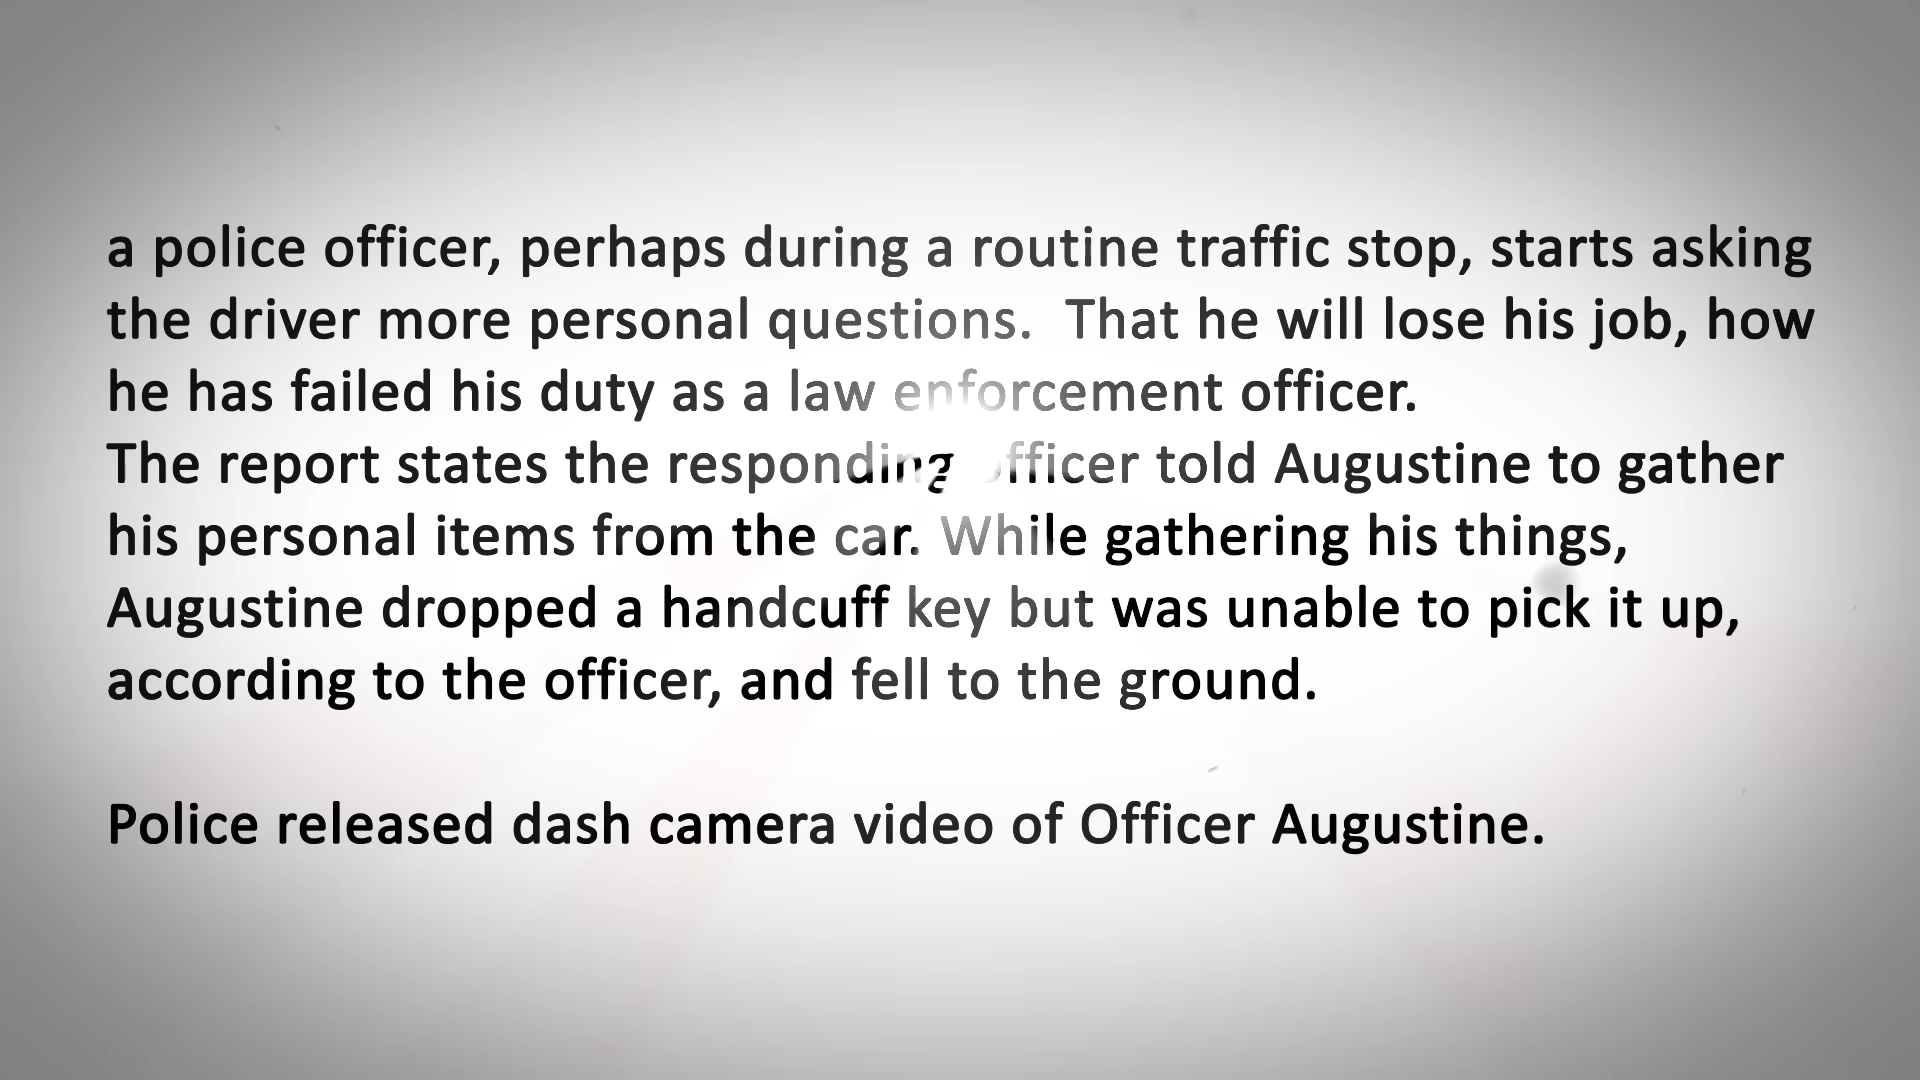 a police officer, perhaps during a routine traffic stop, starts asking
the driver more personal questions.  That he will lose his job, how
he has failed his duty as a law enforcement officer.
The report states the responding officer told Augustine to gather
his personal items from the car. While gathering his things,
Augustine dropped a handcuff key but was unable to pick it up,
according to the officer, and fell to the ground.
Police released dash camera video of Officer Augustine.